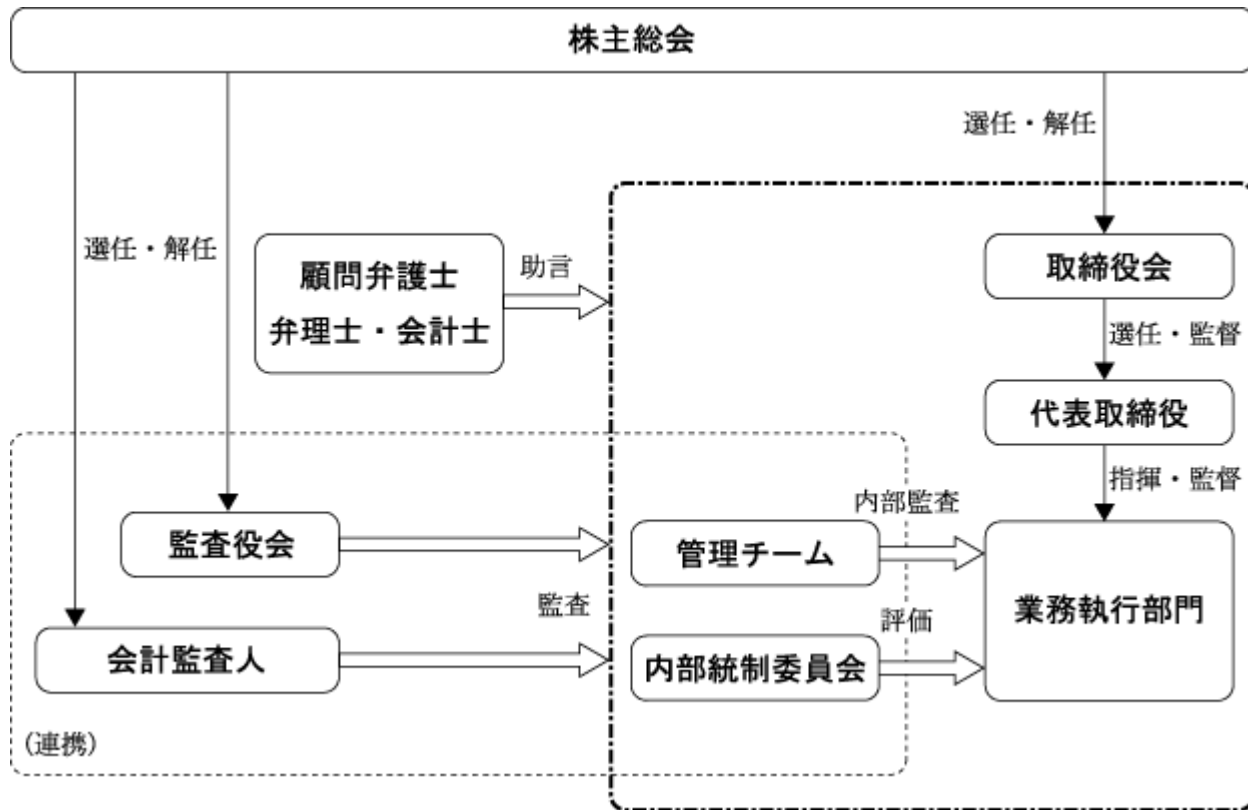 株主総会
選任・解任
選任・解任
顧問弁護士
弁理士・会計士
助言
取締役会
選任・監督
代表取締役
指揮・監督
監査役会
内部監査
管理チーム
業務執行部門
監査
会計監査人
評価
内部統制委員会
(連携)